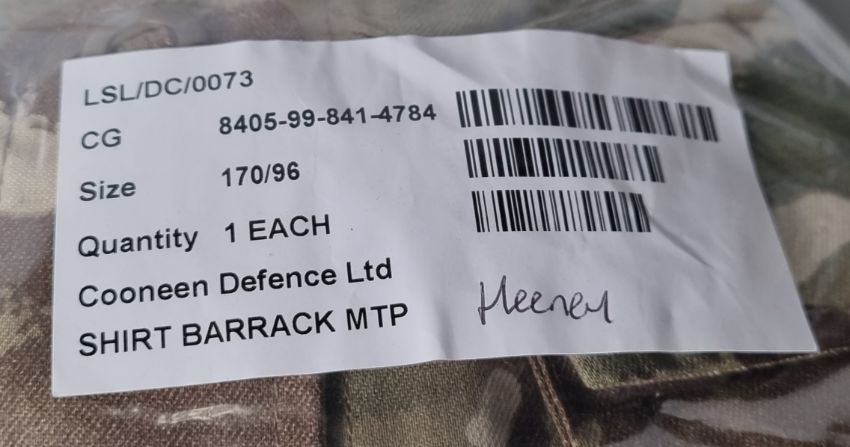 LSL/DC/0073
CG 8405-99-841-4784
Size 170/96
Quantity 1 EACH
Cooneen Defence Ltd
SHIRT BARRACK MTP